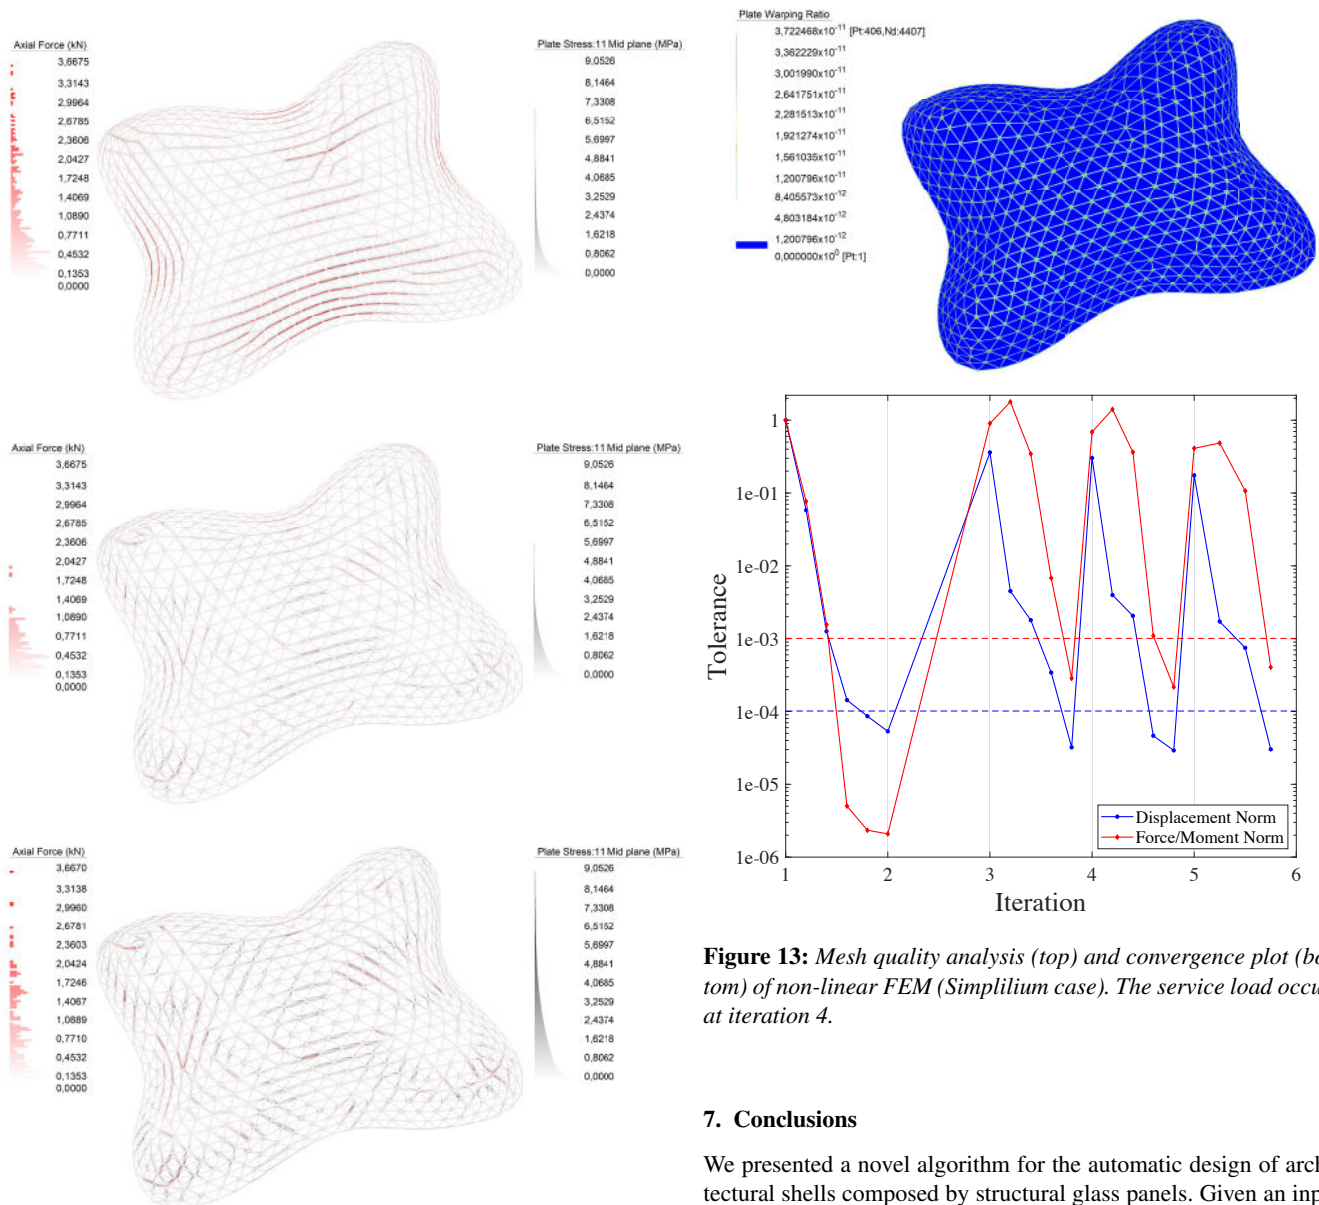 Axial Force (kN)
3,6675
3,3143
2,9964
2,6785
2,3606
2,0427
1,7248
1,4069
1,0890
0,7711
0,4532
0,1353
0,0000
Plate Stress:11 Mid plane (MPa)
9,0526
8,1464
7,3308
6,5152
5,6997
4,8841
4,0685
3,2529
2,4374
1,6218
0,8062
0,0000
Axial Force (kN)
3,6675
3,3143
2,9964
2,6785
2,3606
2,0427
1,7248
1,4069
1,0890
0,7711
0,4532
0,1353
0,0000
Plate Stress:11 Mid plane (MPa)
9,0526
8,1464
7,3308
6,5152
5,6997
4,8841
4,0685
3,2529
2,4374
1,6218
0,8062
0,0000
Axial Force (kN)
3,6670
3,3138
2,9960
2,6781
2,3603
2,0424
1,7246
1,4067
1,0889
0,7710
0,4532
0,1353
0,0000
Plate Stress:11 Mid plane (MPa)
9,0526
8,1464
7,3308
6,5152
5,6997
4,8841
4,0685
3,2529
2,4374
1,6218
0,8062
0,0000
Plate Warping Ratio
3,722468x10⁻¹¹ [Pt:406,Nd:4407]
3,362229x10⁻¹¹
3,001990x10⁻¹¹
2,641751x10⁻¹¹
2,281513x10⁻¹¹
1,921274x10⁻¹¹
1,561035x10⁻¹¹
1,200796x10⁻¹¹
8,405573x10⁻¹²
4,803184x10⁻¹²
1,200796x10⁻¹²
0,000000x10⁰ [Pt:1]
1
1e-01
1e-02
1e-03
1e-04
1e-05
1e-06
Tolerance
Displacement Norm
Force/Moment Norm
1 2 3 4 5 6
Iteration
Figure 13: Mesh quality analysis (top) and convergence plot (bo
tom) of non-linear FEM (Simplilium case). The service load occu
at iteration 4.
7. Conclusions
We presented a novel algorithm for the automatic design of arch
tectural shells composed by structural glass panels. Given an inp